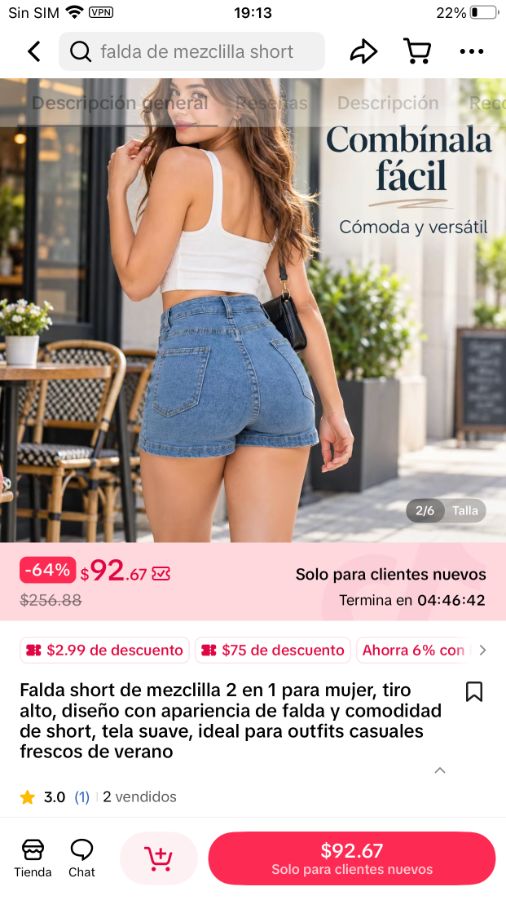 Sin SIM VPN 19:13 22%
falda de mezclilla short
Descripción general Reseñas Descripción Reco
Combínala
fácil
Cómoda y versátil
2/6 Talla
-64% $92.67 Solo para clientes nuevos
$256.88 Termina en 04:46:42
$2.99 de descuento $75 de descuento Ahorra 6% con
Falda short de mezclilla 2 en 1 para mujer, tiro
alto, diseño con apariencia de falda y comodidad
de short, tela suave, ideal para outfits casuales
frescos de verano
3.0 (1) 2 vendidos
$92.67
Tienda Chat Solo para clientes nuevos